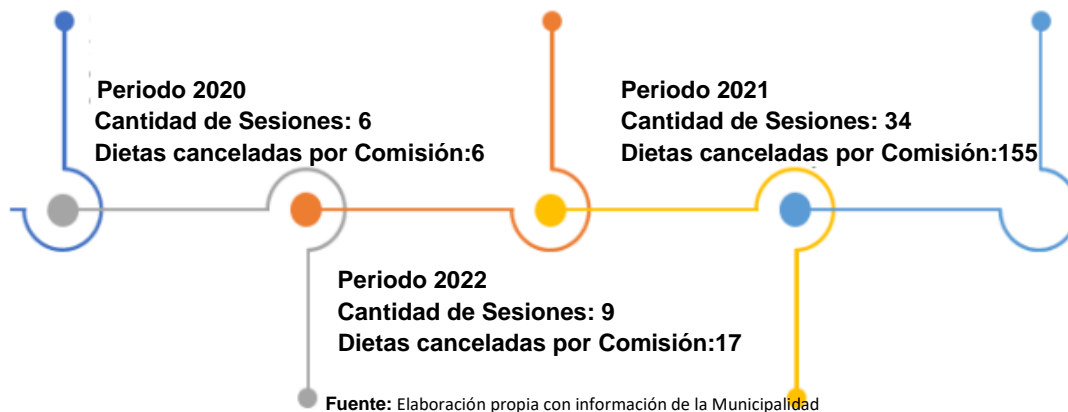 Periodo 2020
Cantidad de Sesiones: 6
Dietas canceladas por Comisión:6
Periodo 2021
Cantidad de Sesiones: 34
Dietas canceladas por Comisión:155
Periodo 2022
Cantidad de Sesiones: 9
Dietas canceladas por Comisión:17
Fuente: Elaboración propia con información de la Municipalidad